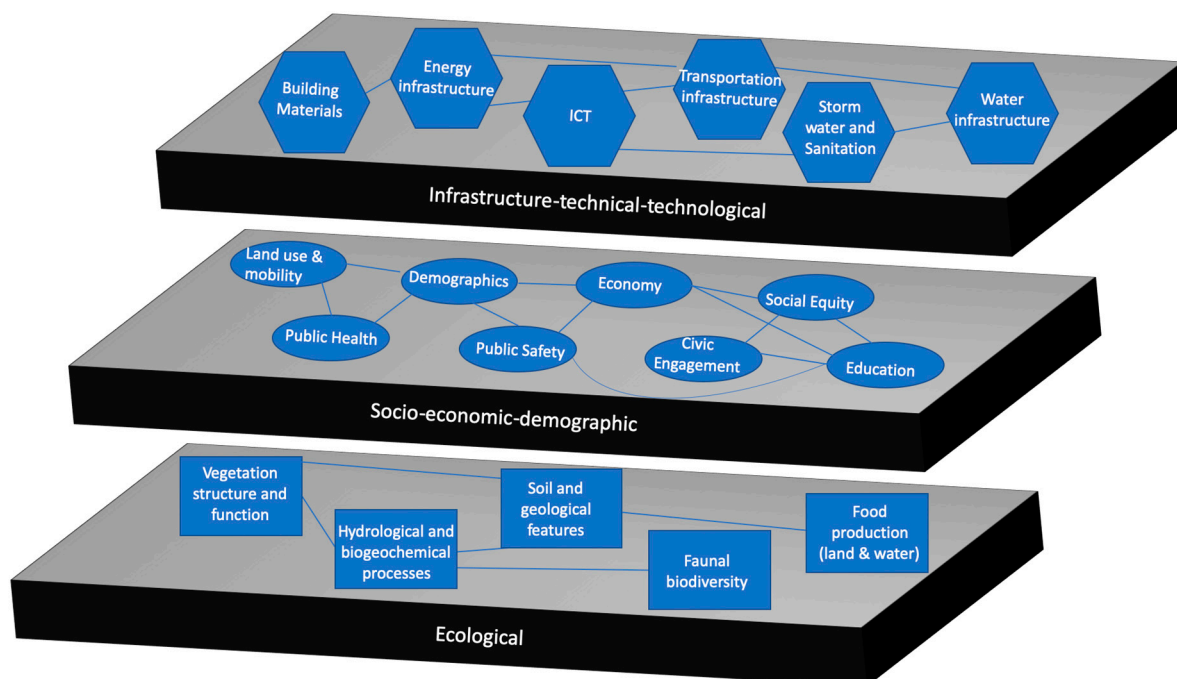 Building
Materials
Energy
infrastructure
ICT
Transportation
infrastructure
Storm
water and
Sanitation
Water
infrastructure
Infrastructure-technical-technological
Land use &
mobility
Demographics
Economy
Social Equity
Public Health
Public Safety
Civic
Engagement
Education
Socio-economic-demographic
Vegetation
structure and
function
Hydrological and
biogeochemical
processes
Soil and
geological
features
Faunal
biodiversity
Food
production
(land & water)
Ecological